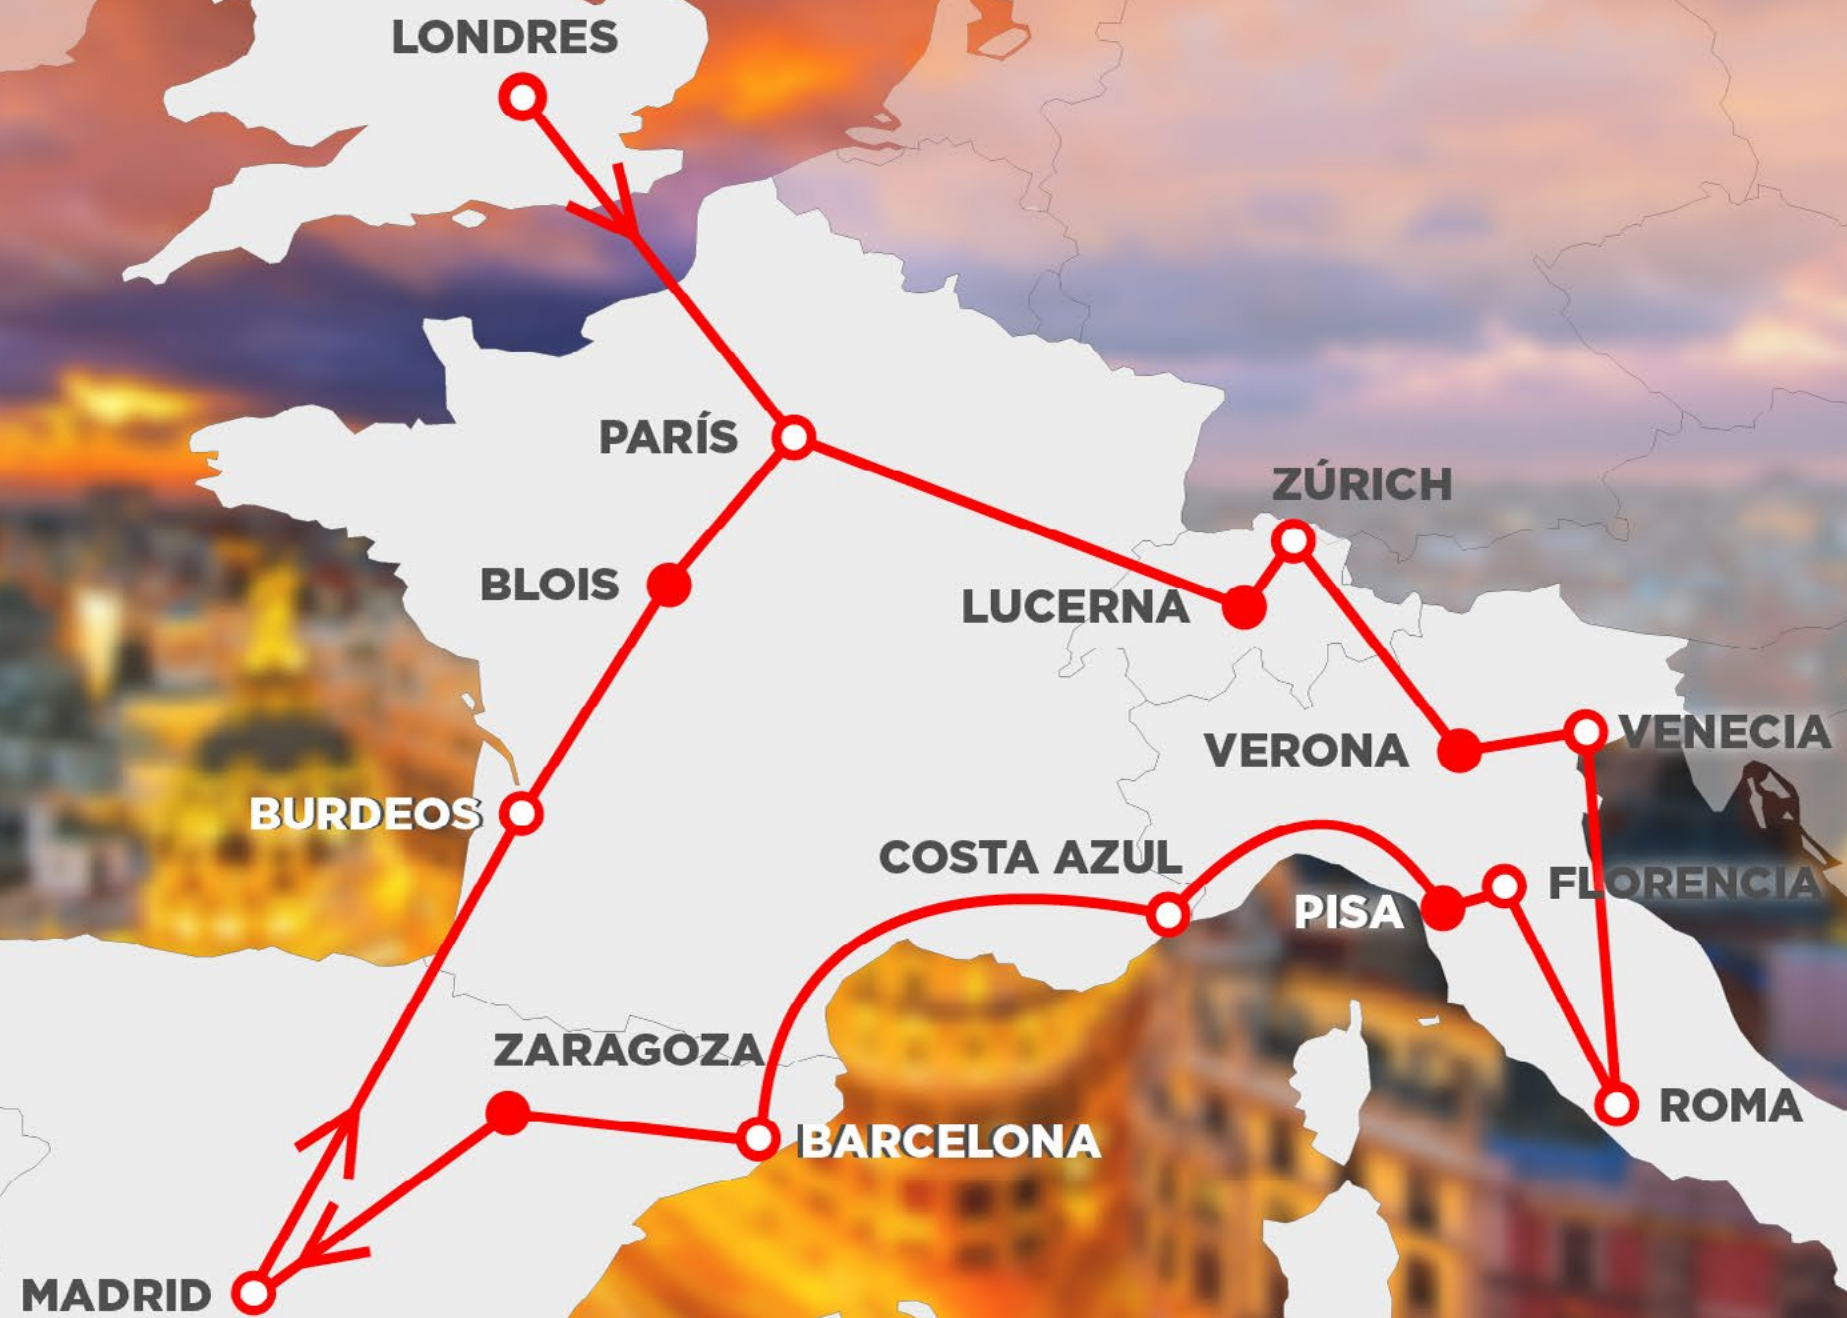 LONDRES
PARÍS
ZÚRICH
BLOIS
LUCERNA
VENECIA
VERONA
BURDEOS
COSTA AZUL
FLORENCIA
PISA
ZARAGOZA
ROMA
BARCELONA
MADRID